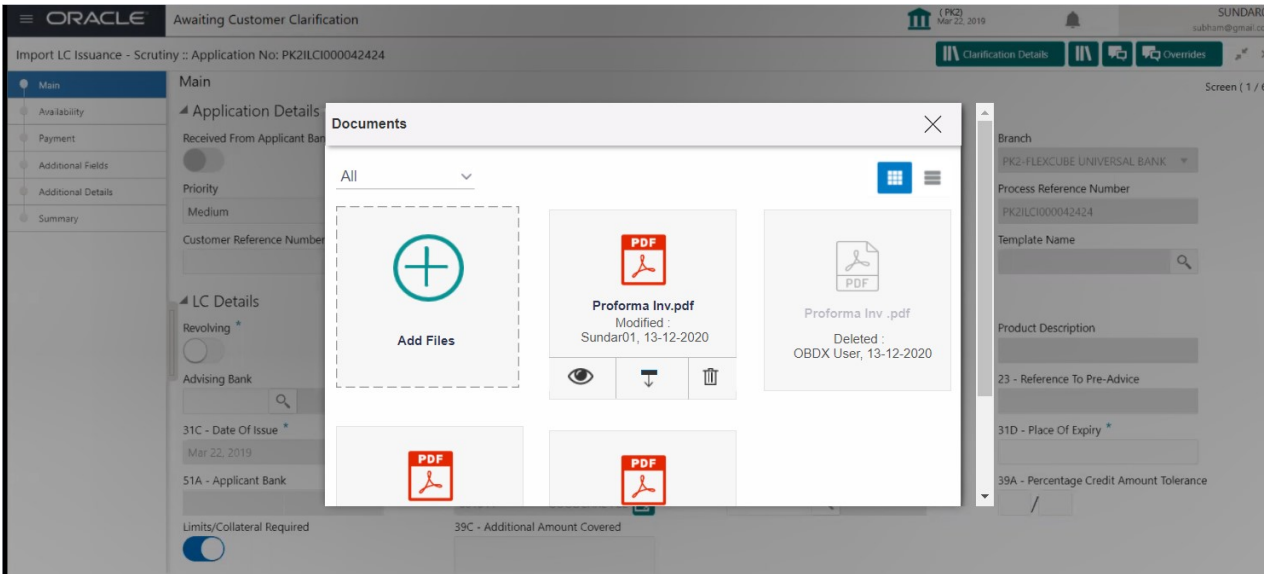 ORACLE
Awaiting Customer Clarification
(PK2)
Mar 22, 2019
subham@gmail.co
Import LC Issuance - Scrutiny :: Application No: PK2ILCI000042424
Clarification Details
Overrides
Main
Availability
Payment
Additional Fields
Additional Details
Summary
Main
Screen ( 1 / 6
Application Details
Received From Applicant Ban
Priority
Medium
Customer Reference Number
Branch
PK2-FLEXCUBE UNIVERSAL BANK
Process Reference Number
PK2ILCI000042424
Template Name
Documents
All
Add Files
PDF
Proforma Inv.pdf
Modified :
Sundar01, 13-12-2020
PDF
Proforma Inv .pdf
Deleted :
OBDX User, 13-12-2020
PDF
PDF
LC Details
Revolving *
Product Description
Advising Bank
23 - Reference To Pre-Advice
31C - Date Of Issue *
Mar 22, 2019
31D - Place Of Expiry *
51A - Applicant Bank
39A - Percentage Credit Amount Tolerance
/
Limits/Collateral Required
39C - Additional Amount Covered